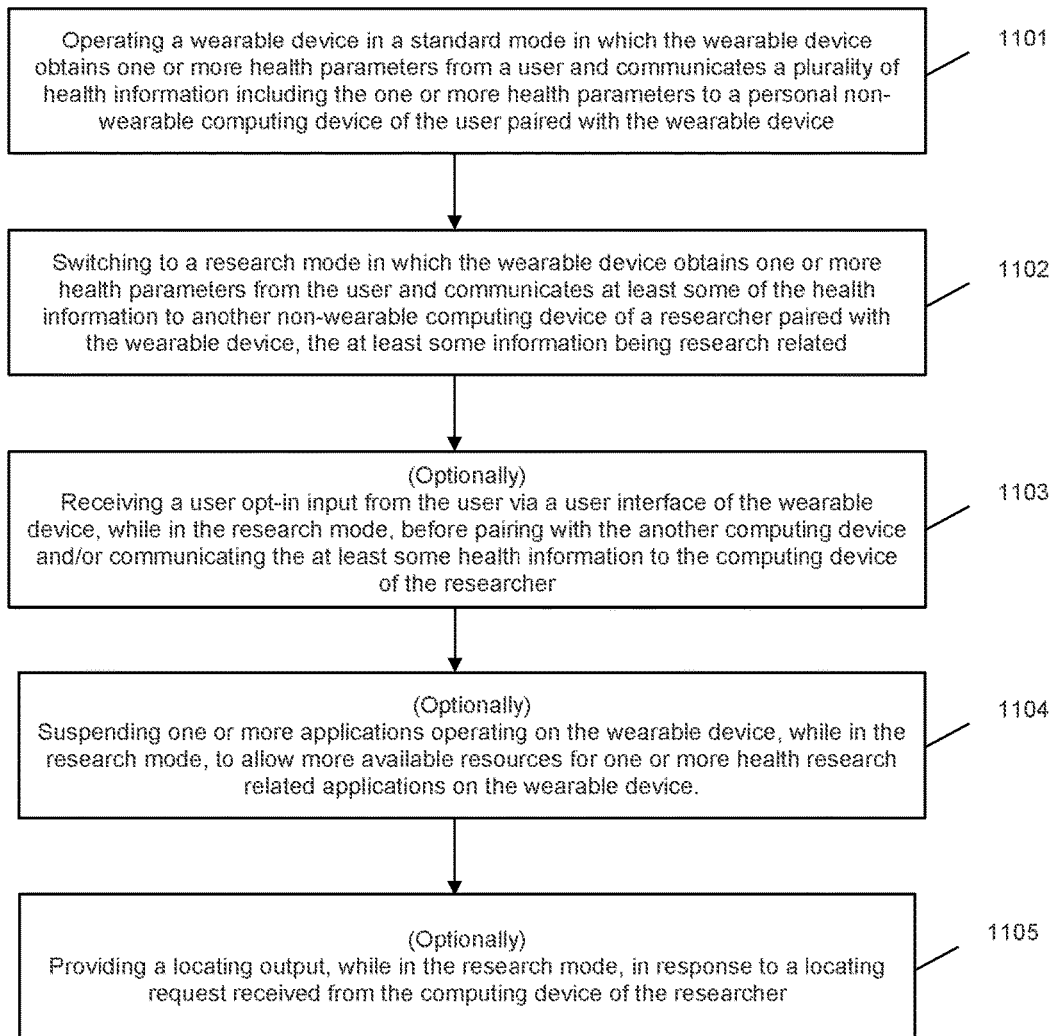 Operating a wearable device in a standard mode in which the wearable device
obtains one or more health parameters from a user and communicates a plurality of
health information including the one or more health parameters to a personal non-
wearable computing device of the user paired with the wearable device
1101
Switching to a research mode in which the wearable device obtains one or more
health parameters from the user and communicates at least some of the health
information to another non-wearable computing device of a researcher paired with
the wearable device, the at least some information being research related
1102
(Optionally)
Receiving a user opt-in input from the user via a user interface of the wearable
device, while in the research mode, before pairing with the another computing device
and/or communicating the at least some health information to the computing device
of the researcher
1103
(Optionally)
Suspending one or more applications operating on the wearable device, while in the
research mode, to allow more available resources for one or more health research
related applications on the wearable device.
1104
(Optionally)
Providing a locating output, while in the research mode, in response to a locating
request received from the computing device of the researcher
1105